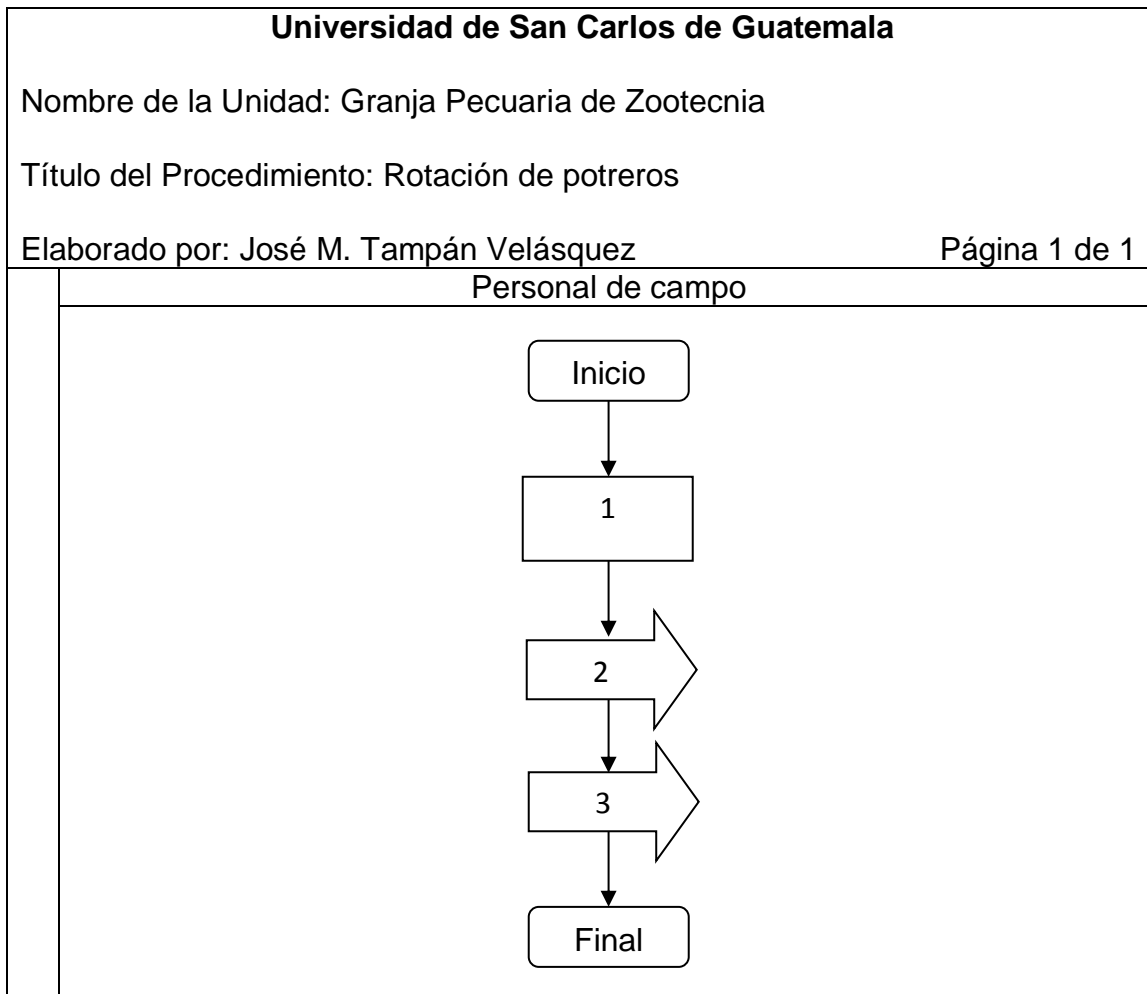 Universidad de San Carlos de Guatemala
Nombre de la Unidad: Granja Pecuaria de Zootecnia
Título del Procedimiento: Rotación de potreros
Elaborado por: José M. Tampán Velásquez Página 1 de 1
Personal de campo
Inicio
1
2
3
Final